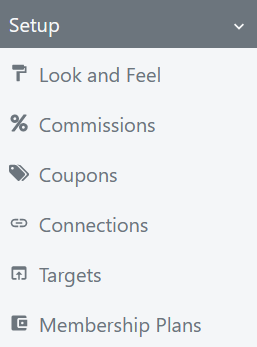 Setup
Look and Feel
Commissions
Coupons
Connections
Targets
Membership Plans